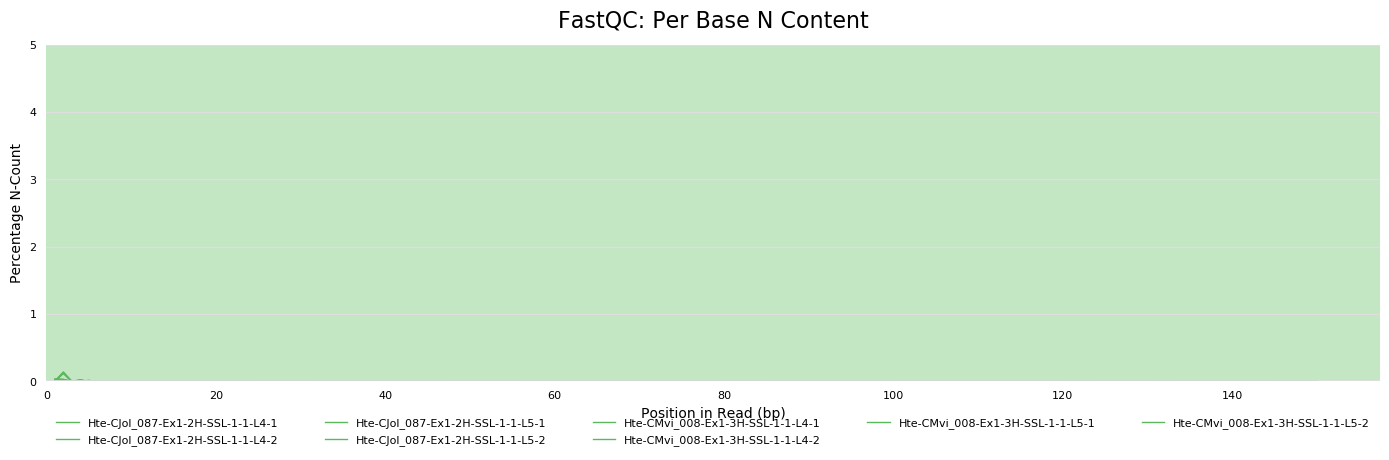 FastQC: Per Base N Content
Percentage N-Count
5
4
3
2
1
0
0 20 40 60 80 100 120 140
Position in Read (bp)
Hte-CJol_087-Ex1-2H-SSL-1-1-L4-1 Hte-CJol_087-Ex1-2H-SSL-1-1-L5-1 Hte-CMvi_008-Ex1-3H-SSL-1-1-L4-1 Hte-CMvi_008-Ex1-3H-SSL-1-1-L5-1 Hte-CMvi_008-Ex1-3H-SSL-1-1-L5-2
Hte-CJol_087-Ex1-2H-SSL-1-1-L4-2 Hte-CJol_087-Ex1-2H-SSL-1-1-L5-2 Hte-CMvi_008-Ex1-3H-SSL-1-1-L4-2